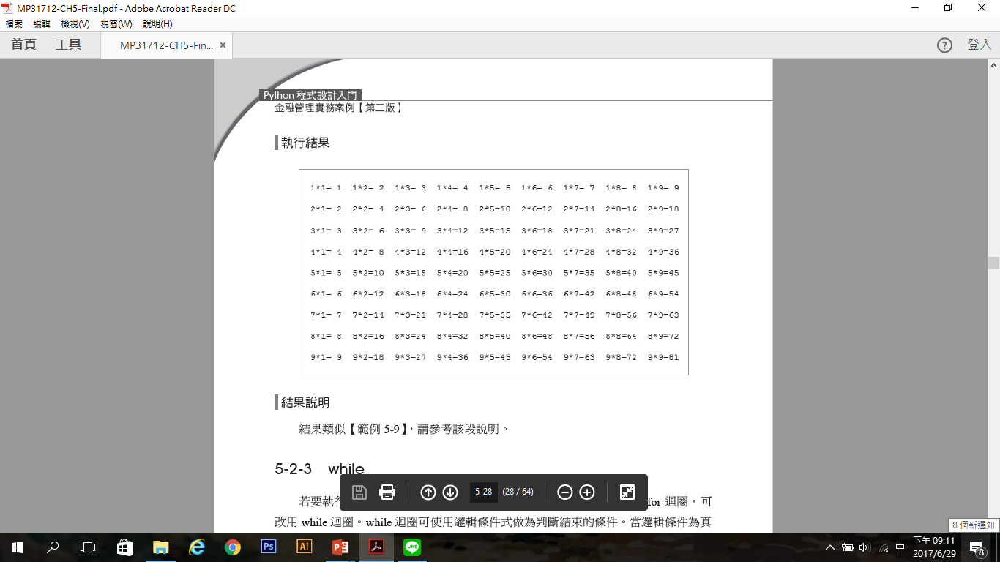 MP31712-CH5-Final.pdf - Adobe Acrobat Reader DC
檔案 編輯 檢視(V) 視窗(W) 說明(H)
首頁 工具 MP31712-CH5-Fin... × ? 登入
Python 程式設計入門
金融管理實務案例【第二版】
執行結果
1*1= 1 1*2= 2 1*3= 3 1*4= 4 1*5= 5 1*6= 6 1*7= 7 1*8= 8 1*9= 9
2*1= 2 2*2= 4 2*3= 6 2*4= 8 2*5=10 2*6=12 2*7=14 2*8=16 2*9=18
3*1= 3 3*2= 6 3*3= 9 3*4=12 3*5=15 3*6=18 3*7=21 3*8=24 3*9=27
4*1= 4 4*2= 8 4*3=12 4*4=16 4*5=20 4*6=24 4*7=28 4*8=32 4*9=36
5*1= 5 5*2=10 5*3=15 5*4=20 5*5=25 5*6=30 5*7=35 5*8=40 5*9=45
6*1= 6 6*2=12 6*3=18 6*4=24 6*5=30 6*6=36 6*7=42 6*8=48 6*9=54
7*1= 7 7*2=14 7*3=21 7*4=28 7*5=35 7*6=42 7*7=49 7*8=56 7*9=63
8*1= 8 8*2=16 8*3=24 8*4=32 8*5=40 8*6=48 8*7=56 8*8=64 8*9=72
9*1= 9 9*2=18 9*3=27 9*4=36 9*5=45 9*6=54 9*7=63 9*8=72 9*9=81
結果說明
結果類似【範例 5-9】，請參考該段說明。
5-2-3 while
5-28 (28 / 64)
若要執行 for 迴圈，可
改用 while 迴圈。while 迴圈可使用邏輯條件式做為判斷結束的條件。當邏輯條件為真
8 個新通知
Ps Ai LINE 中 下午 09:11
2017/6/29 8